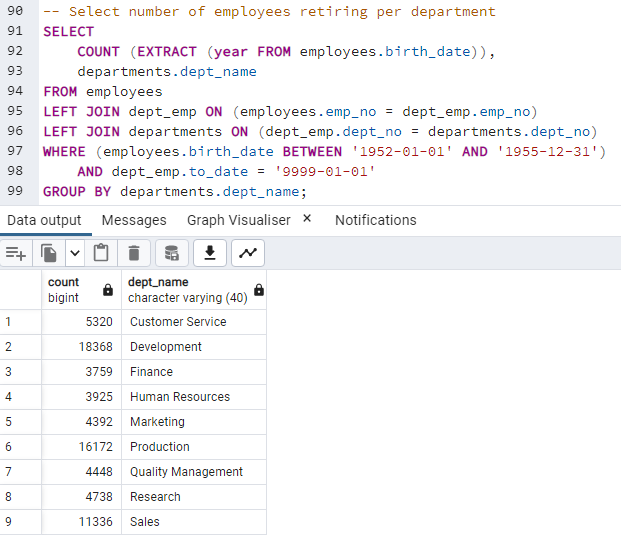 90 -- Select number of employees retiring per department
91 SELECT
92 COUNT (EXTRACT (year FROM employees.birth_date)),
93 departments.dept_name
94 FROM employees
95 LEFT JOIN dept_emp ON (employees.emp_no = dept_emp.emp_no)
96 LEFT JOIN departments ON (dept_emp.dept_no = departments.dept_no)
97 WHERE (employees.birth_date BETWEEN '1952-01-01' AND '1955-12-31')
98 AND dept_emp.to_date = '9999-01-01'
99 GROUP BY departments.dept_name;
Data output Messages Graph Visualiser × Notifications
count dept_name
bigint character varying (40)
1 5320 Customer Service
2 18368 Development
3 3759 Finance
4 3925 Human Resources
5 4392 Marketing
6 16172 Production
7 4448 Quality Management
8 4738 Research
9 11336 Sales